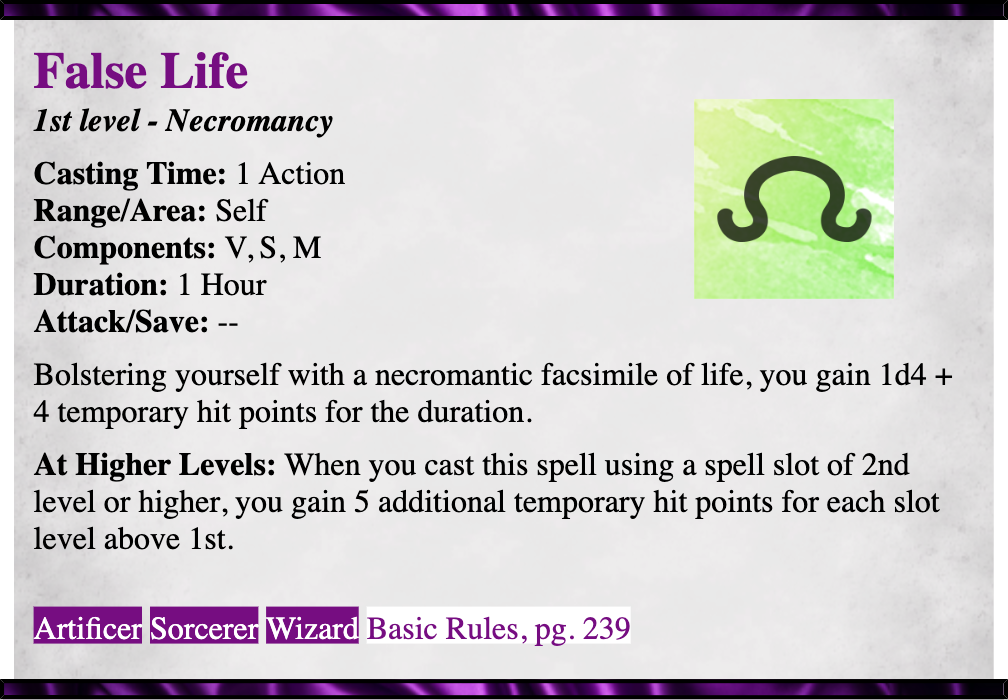 False Life
1st level - Necromancy
Casting Time: 1 Action
Range/Area: Self
Components: V, S, M
Duration: 1 Hour
Attack/Save: --
Bolstering yourself with a necromantic facsimile of life, you gain 1d4 +
4 temporary hit points for the duration.
At Higher Levels: When you cast this spell using a spell slot of 2nd
level or higher, you gain 5 additional temporary hit points for each slot
level above 1st.
Artificer Sorcerer Wizard Basic Rules, pg. 239